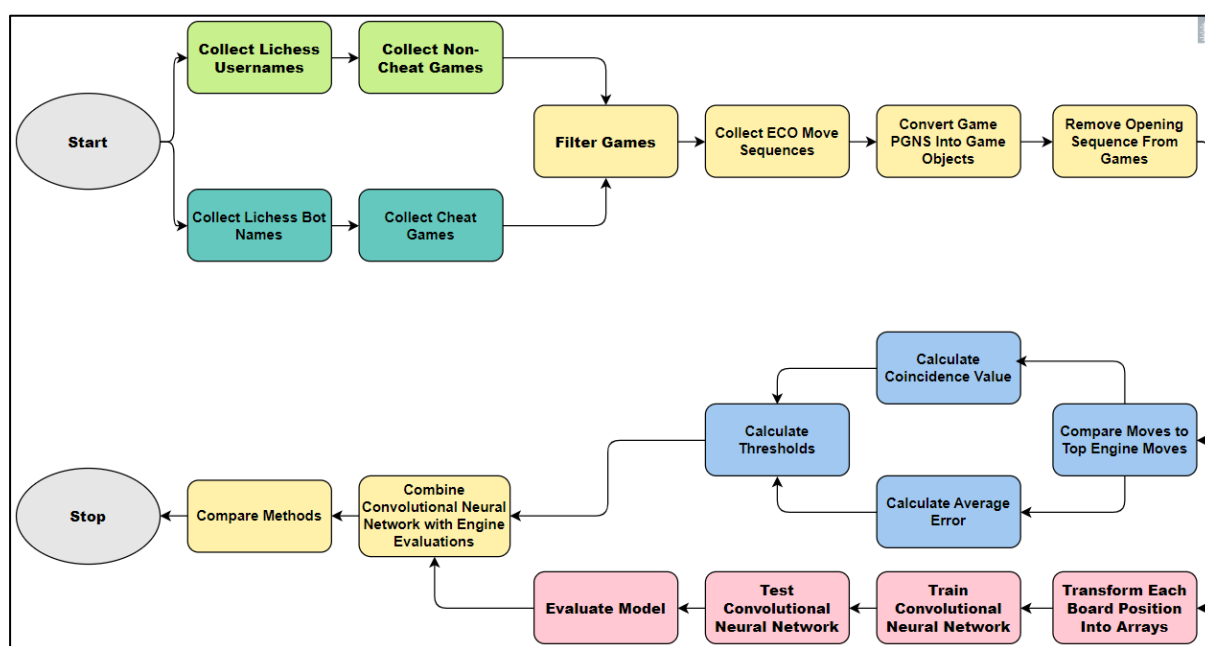 Collect Lichess
Usernames
Collect Non-
Cheat Games
Start
Filter Games
Collect ECO Move
Sequences
Convert Game
PGNS Into Game
Objects
Remove Opening
Sequence From
Games
Collect Lichess Bot
Names
Collect Cheat
Games
Calculate
Coincidence Value
Calculate
Thresholds
Compare Moves to
Top Engine Moves
Stop
Compare Methods
Combine
Convolutional Neural
Network with Engine
Evaluations
Calculate Average
Error
Evaluate Model
Test
Convolutional
Neural Network
Train
Convolutional
Neural Network
Transform Each
Board Position
Into Arrays